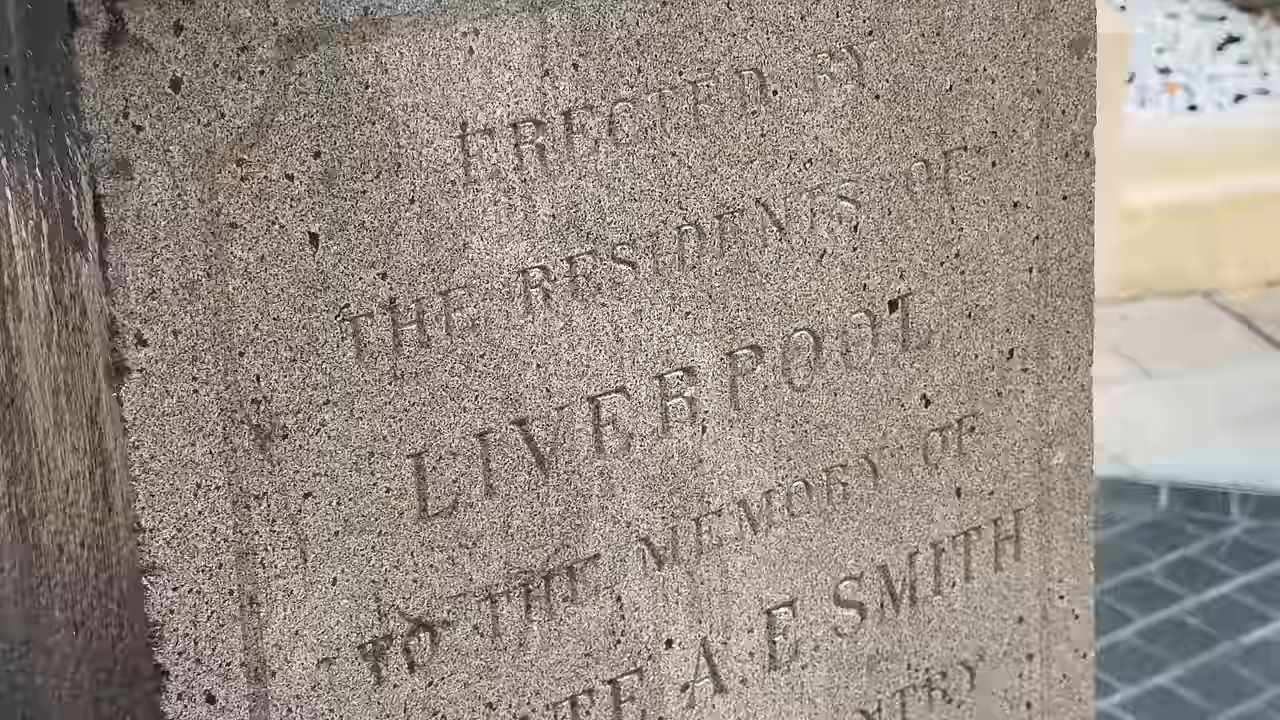 ERECTED BY
THE RESIDENTS OF
LIVERPOOL
TO THE MEMORY OF
A E SMITH